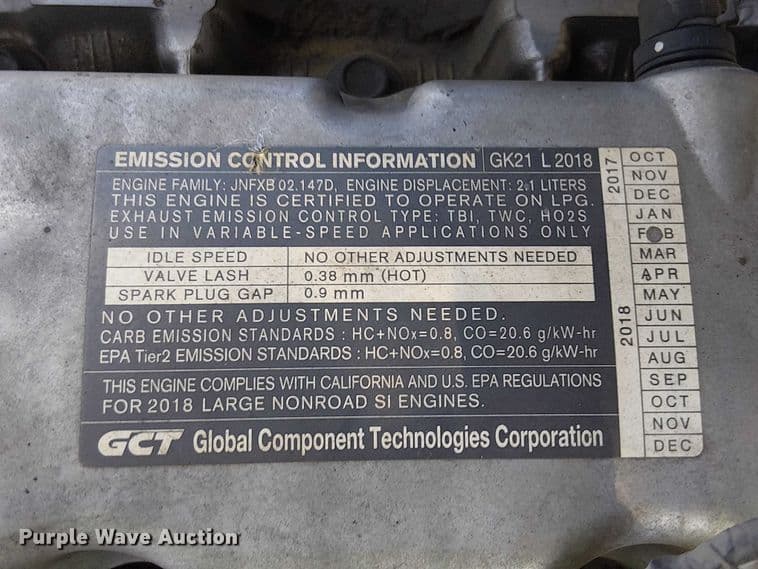 EMISSION CONTROL INFORMATION GK21 L 2018
ENGINE FAMILY: JNFXB 02.147D, ENGINE DISPLACEMENT: 2.1 LITERS
THIS ENGINE IS CERTIFIED TO OPERATE ON LPG.
EXHAUST EMISSION CONTROL TYPE: TBI, TWC, HO2S
USE IN VARIABLE-SPEED APPLICATIONS ONLY
IDLE SPEED NO OTHER ADJUSTMENTS NEEDED
VALVE LASH 0.38 mm (HOT)
SPARK PLUG GAP 0.9 mm
NO OTHER ADJUSTMENTS NEEDED.
CARB EMISSION STANDARDS : HC+NOx=0.8, CO=20.6 g/kW-hr
EPA Tier2 EMISSION STANDARDS : HC+NOx=0.8, CO=20.6 g/kW-hr
THIS ENGINE COMPLIES WITH CALIFORNIA AND U.S. EPA REGULATIONS
FOR 2018 LARGE NONROAD SI ENGINES.
GCT Global Component Technologies Corporation
2017
OCT
NOV
DEC
2018
JAN
FEB
MAR
APR
MAY
JUN
JUL
AUG
SEP
OCT
NOV
DEC
Purple Wave Auction